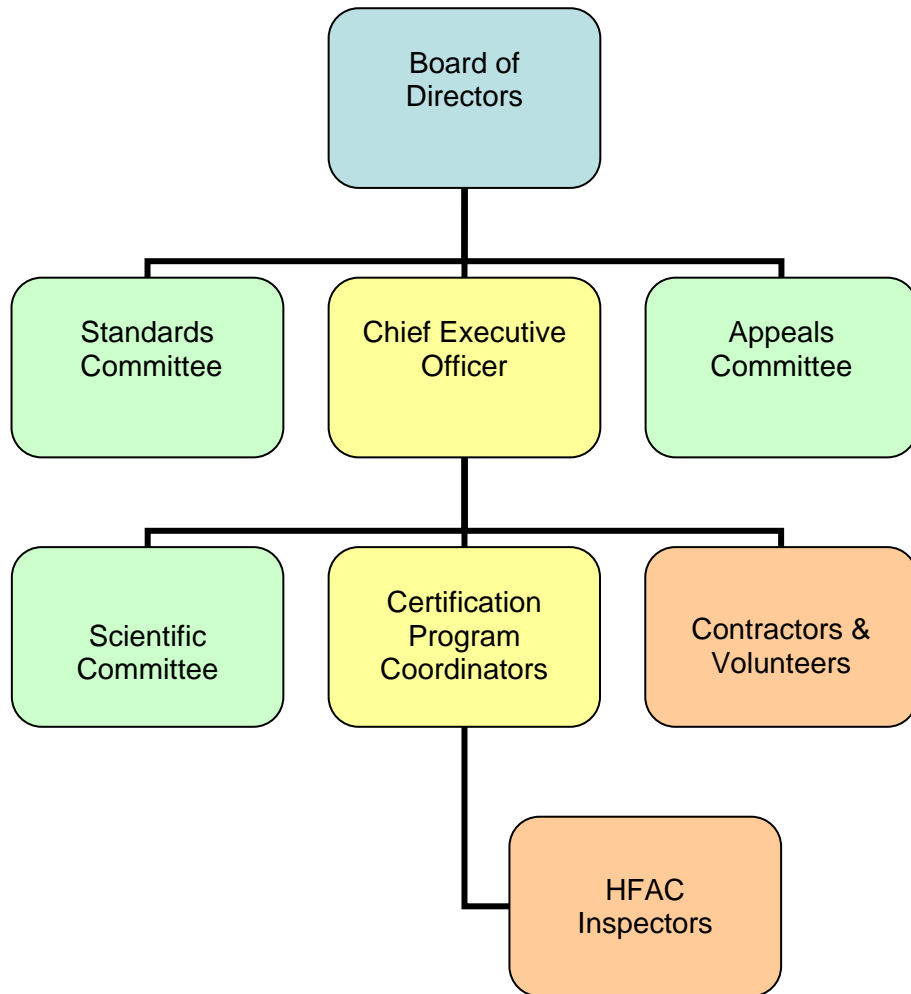 Board of
Directors
Standards
Committee
Chief Executive
Officer
Appeals
Committee
Scientific
Committee
Certification
Program
Coordinators
Contractors &
Volunteers
HFAC
Inspectors